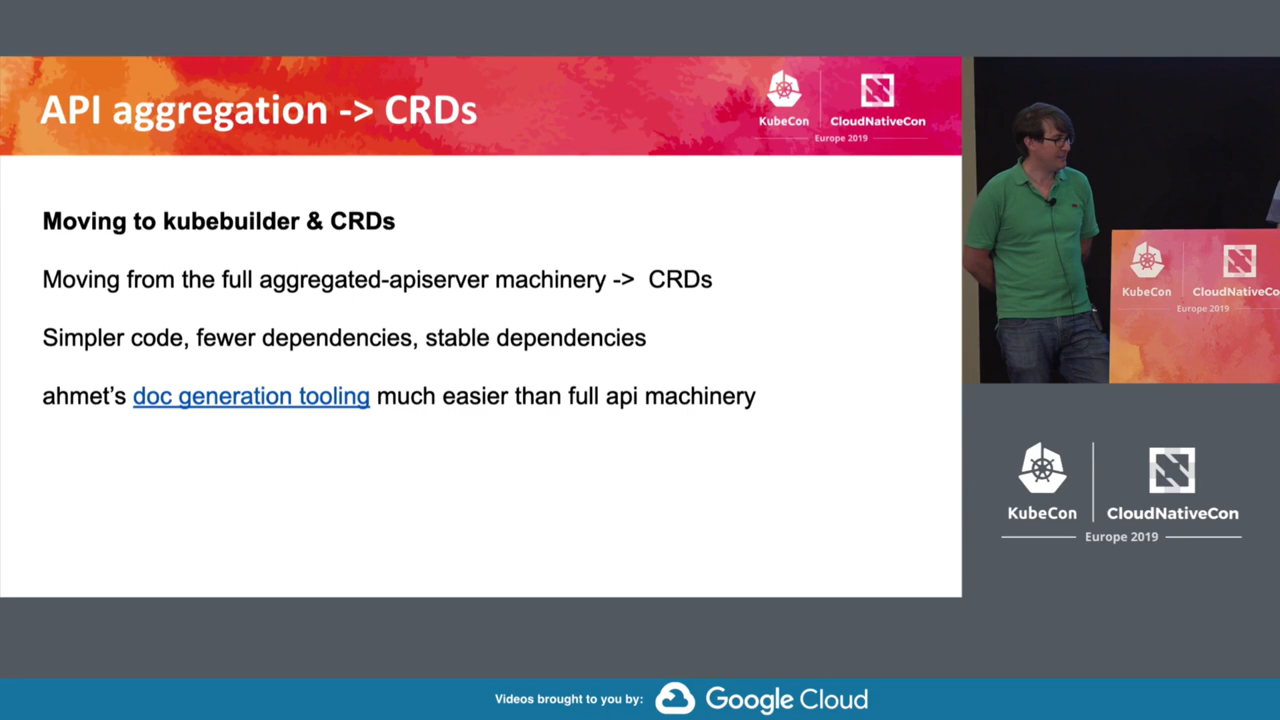 API aggregation -> CRDs
KubeCon
CloudNativeCon
Europe 2019
Moving to kubebuilder & CRDs
Moving from the full aggregated-apiserver machinery -> CRDs
Simpler code, fewer dependencies, stable dependencies
ahmet’s doc generation tooling much easier than full api machinery
KubeCon
CloudNativeCo
Europe 2019
KubeCon
CloudNativeCon
Europe 2019
Videos brought to you by:
Google Cloud